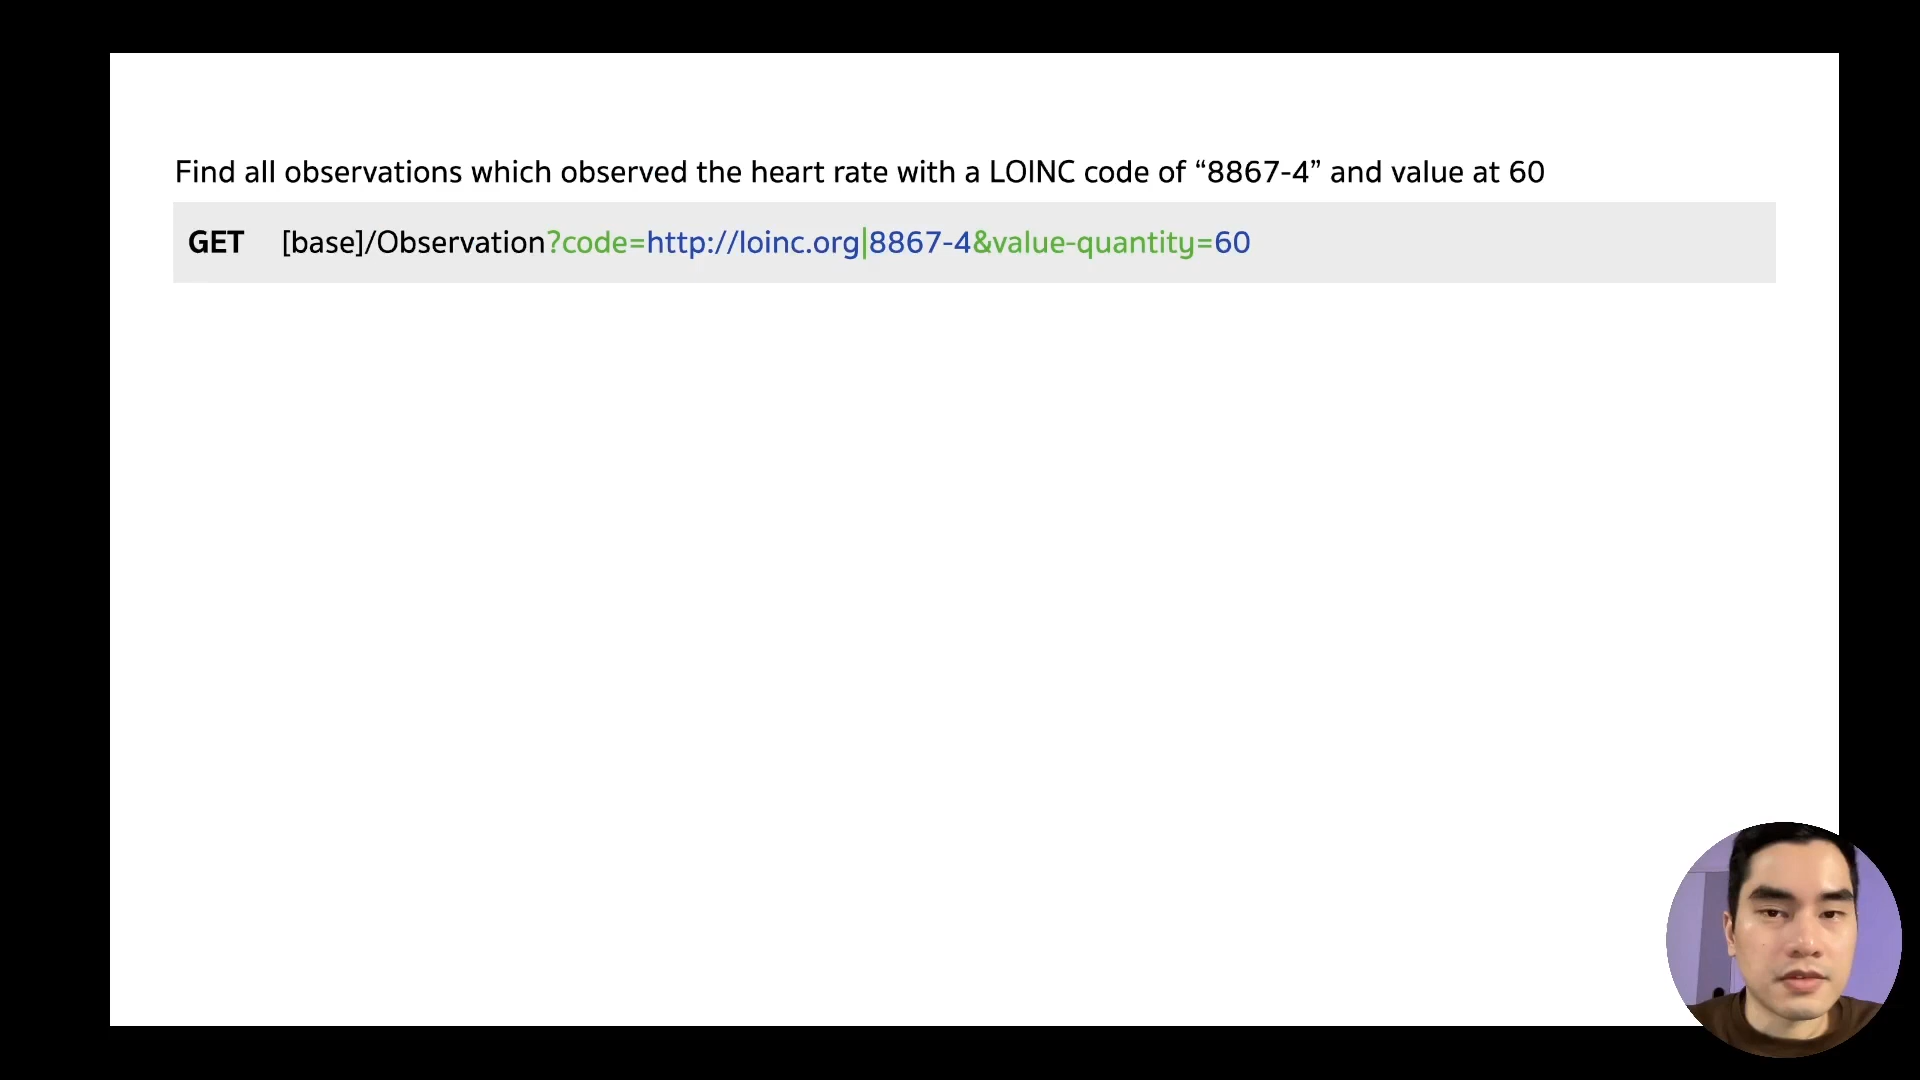 Find all observations which observed the heart rate with a LOINC code of “8867-4” and value at 60
GET [base]/Observation?code=http://loinc.org|8867-4&value-quantity=60